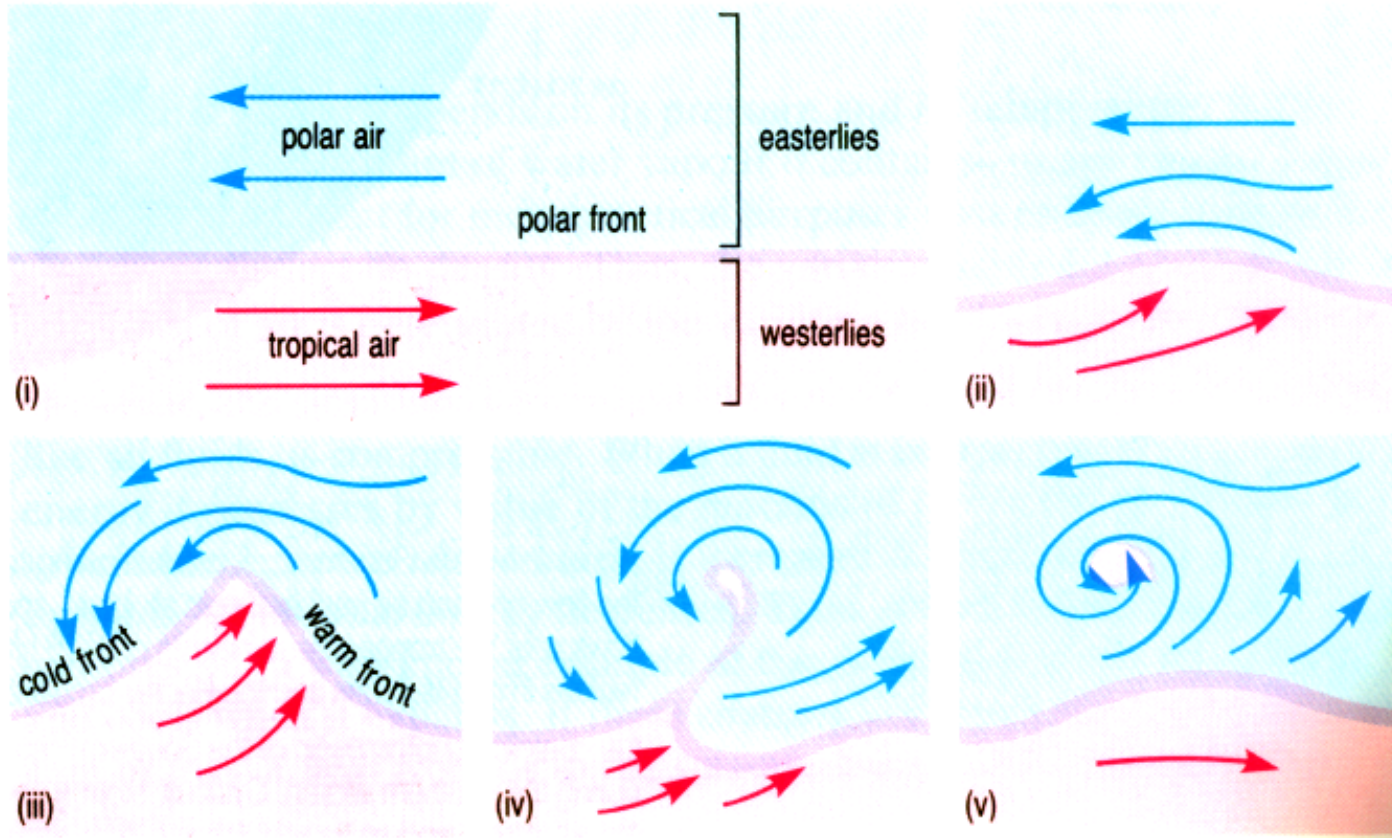 polar air
easterlies
polar front
tropical air
westerlies
(i)
(ii)
cold front
warm front
(iii)
(iv)
(v)